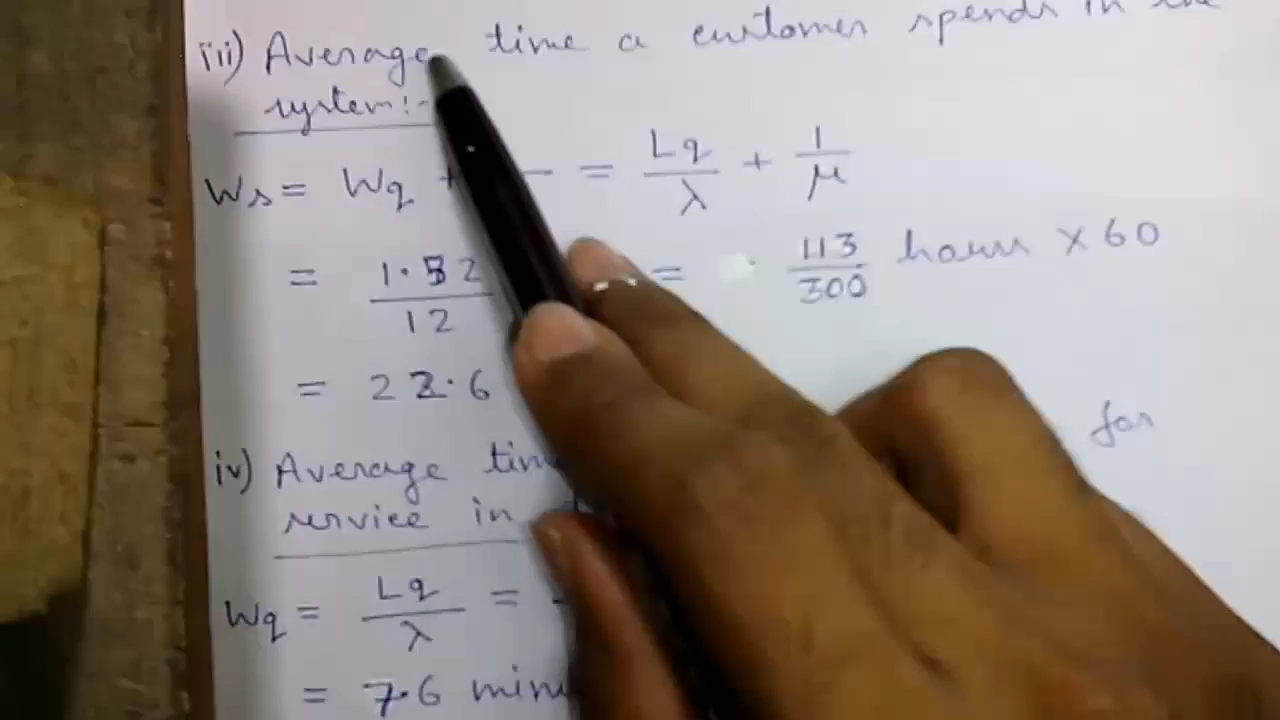 iii) Average time a customer spends in the
system:-
Ws = Wq + — = Lq/λ + 1/μ
= 1.52/12 = 113/300 hours × 60
= 22.6
iv) Average for
service in
Wq = Lq/λ =
= 7.6